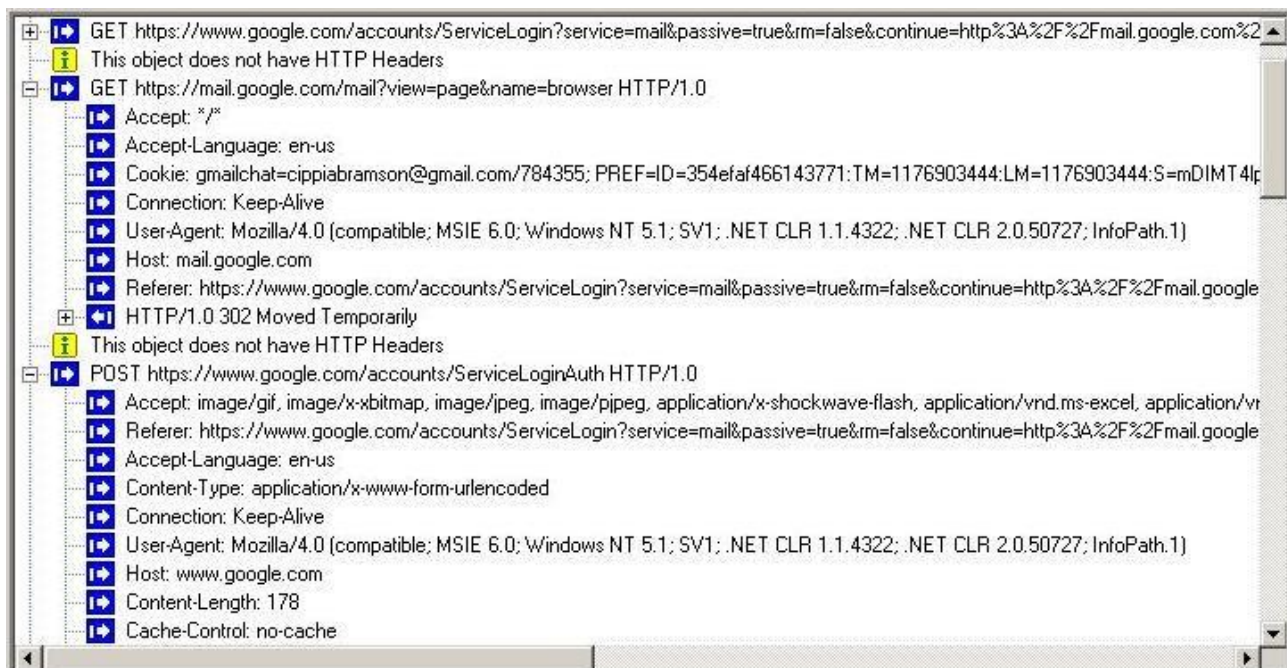 GET https://www.google.com/accounts/ServiceLogin?service=mail&passive=true&rm=false&continue=http%3A%2F%2Fmail.google.com%2
This object does not have HTTP Headers
GET https://mail.google.com/mail?view=page&name=browser HTTP/1.0
Accept: */*
Accept-Language: en-us
Cookie: gmailchat=cippiabramson@gmail.com/784355; PREF=ID=354efaf466143771:TM=1176903444:LM=1176903444:S=mDIMT4lp
Connection: Keep-Alive
User-Agent: Mozilla/4.0 (compatible; MSIE 6.0; Windows NT 5.1; SV1; .NET CLR 1.1.4322; .NET CLR 2.0.50727; InfoPath.1)
Host: mail.google.com
Referer: https://www.google.com/accounts/ServiceLogin?service=mail&passive=true&rm=false&continue=http%3A%2F%2Fmail.google
HTTP/1.0 302 Moved Temporarily
This object does not have HTTP Headers
POST https://www.google.com/accounts/ServiceLoginAuth HTTP/1.0
Accept: image/gif, image/x-xbitmap, image/jpeg, image/pjpeg, application/x-shockwave-flash, application/vnd.ms-excel, application/vr
Referer: https://www.google.com/accounts/ServiceLogin?service=mail&passive=true&rm=false&continue=http%3A%2F%2Fmail.google
Accept-Language: en-us
Content-Type: application/x-www-form-urlencoded
Connection: Keep-Alive
User-Agent: Mozilla/4.0 (compatible; MSIE 6.0; Windows NT 5.1; SV1; .NET CLR 1.1.4322; .NET CLR 2.0.50727; InfoPath.1)
Host: www.google.com
Content-Length: 178
Cache-Control: no-cache